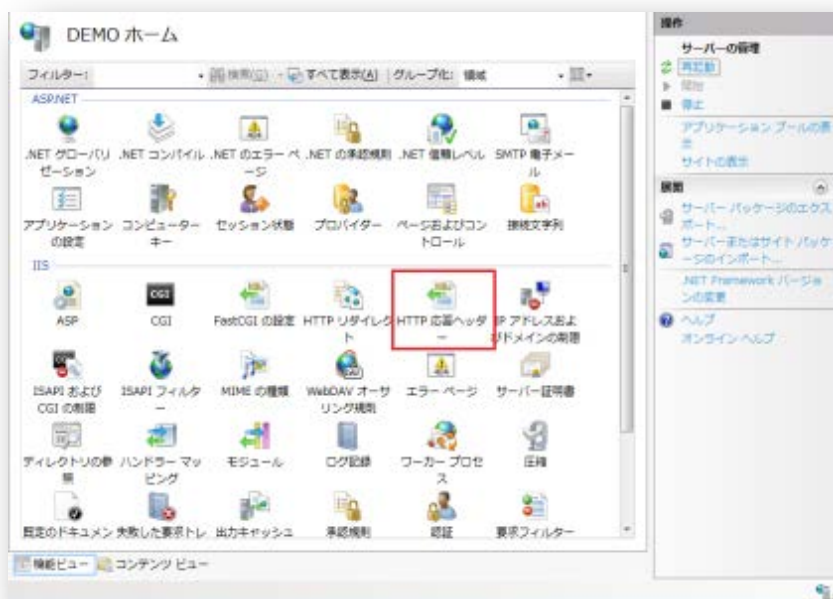 DEMO ホーム
フィルター:
検索(G)
すべて表示(A)
グループ化: 領域
ASP.NET
.NET グローバリ
ゼーション
.NET コンパイル
.NET のエラー ペ
ージ
.NET の承認規則
.NET 信頼レベル
SMTP 電子メー
ル
アプリケーション
の設定
コンピューター
キー
セッション状態
プロバイダー
ページおよびコン
トロール
接続文字列
IIS
ASP
CGI
FastCGI の設定
HTTP リダイレク
ト
HTTP 応答ヘッダ
ー
IP アドレスおよ
びドメインの制限
ISAPI および
CGI の制限
ISAPI フィルタ
ー
MIME の種類
WebDAV オーサ
リング規則
エラー ページ
サーバー証明書
ディレクトリの参
照
ハンドラー マッ
ピング
モジュール
ログ記録
ワーカー プロセ
ス
圧縮
既定のドキュメン
失敗した要求トレ
出力キャッシュ
承認規則
認証
要求フィルター
機能ビュー
コンテンツ ビュー
操作
サーバーの管理
再起動
開始
停止
アプリケーション プールの表
示
サイトの表示
展開
サーバー パッケージのエクス
ポート...
サーバーまたはサイト パッケ
ージのインポート...
.NET Framework バージョ
ンの変更
ヘルプ
オンライン ヘルプ